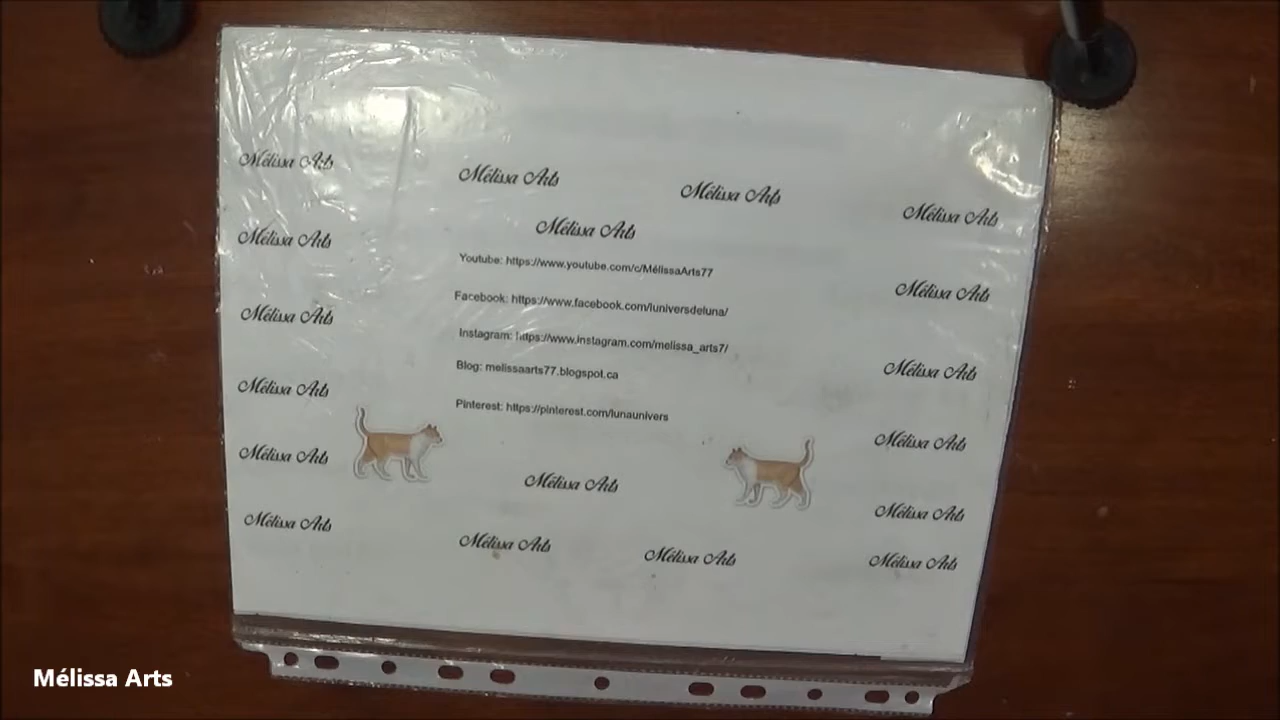 Mélissa Arts
Mélissa Arts
Mélissa Arts
Mélissa Arts
Mélissa Arts
Mélissa Arts
Mélissa Arts
Youtube: https://www.youtube.com/c/MélissaArts77
Mélissa Arts
Facebook: https://www.facebook.com/luniversdeluna/
Mélissa Arts
Instagram: https://www.instagram.com/melissa_arts7/
Blog: melissaarts77.blogspot.ca
Mélissa Arts
Mélissa Arts
Pinterest: https://pinterest.com/lunaunivers
Mélissa Arts
Mélissa Arts
Mélissa Arts
Mélissa Arts
Mélissa Arts
Mélissa Arts
Mélissa Arts
Mélissa Arts
Mélissa Arts